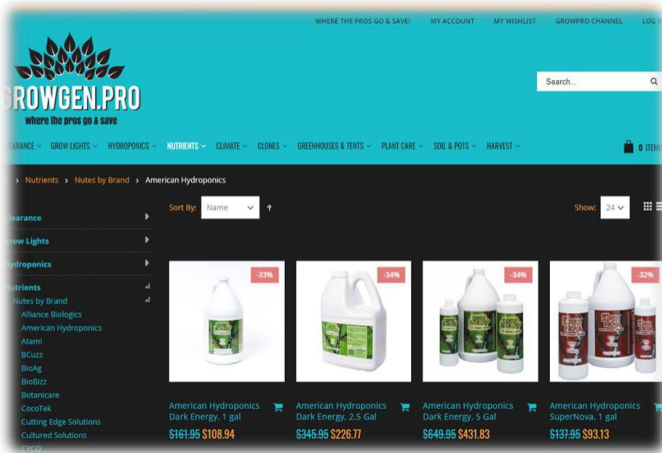 WHERE THE PROS GO & SAVE! MY ACCOUNT MY WISHLIST GROWPRO CHANNEL LOG
GROWGEN.PRO
where the pros go & save
Search...
CLEARANCE GROW LIGHTS HYDROPONICS NUTRIENTS CLIMATE CLONES GREENHOUSES & TENTS PLANT CARE SOIL & POTS HARVEST 0 ITEM
> Nutrients > Nutes by Brand > American Hydroponics
Sort By: Name Show: 24
Clearance
Grow Lights
Hydroponics
Nutrients
Nutes by Brand
Alliance Biologics
American Hydroponics
Atami
BCuzz
BioAg
BioBizz
Botanicare
CocoTek
Cutting Edge Solutions
Cultured Solutions
CYCO
-33%
-34%
-34%
-32%
American Hydroponics
Dark Energy, 1 gal
$161.95 $108.94
American Hydroponics
Dark Energy, 2.5 Gal
$345.95 $226.77
American Hydroponics
Dark Energy, 5 Gal
$649.95 $431.83
American Hydroponics
SuperNova, 1 gal
$137.95 $93.13